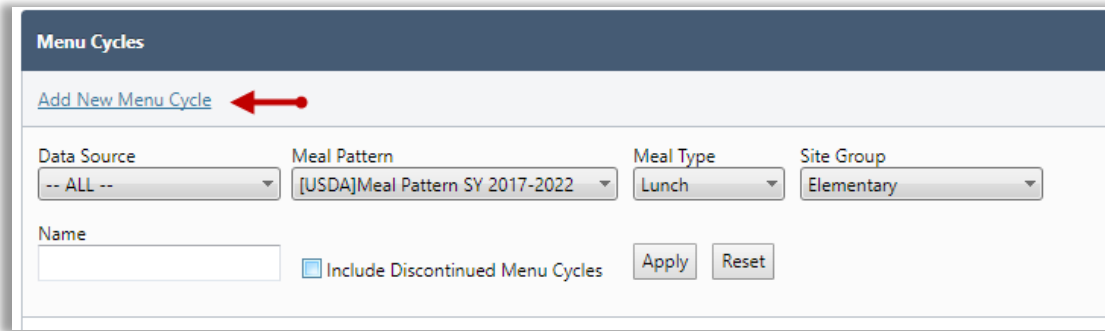 Menu Cycles
Add New Menu Cycle
Data Source Meal Pattern Meal Type Site Group
-- ALL -- [USDA]Meal Pattern SY 2017-2022 Lunch Elementary
Name
Include Discontinued Menu Cycles Apply Reset